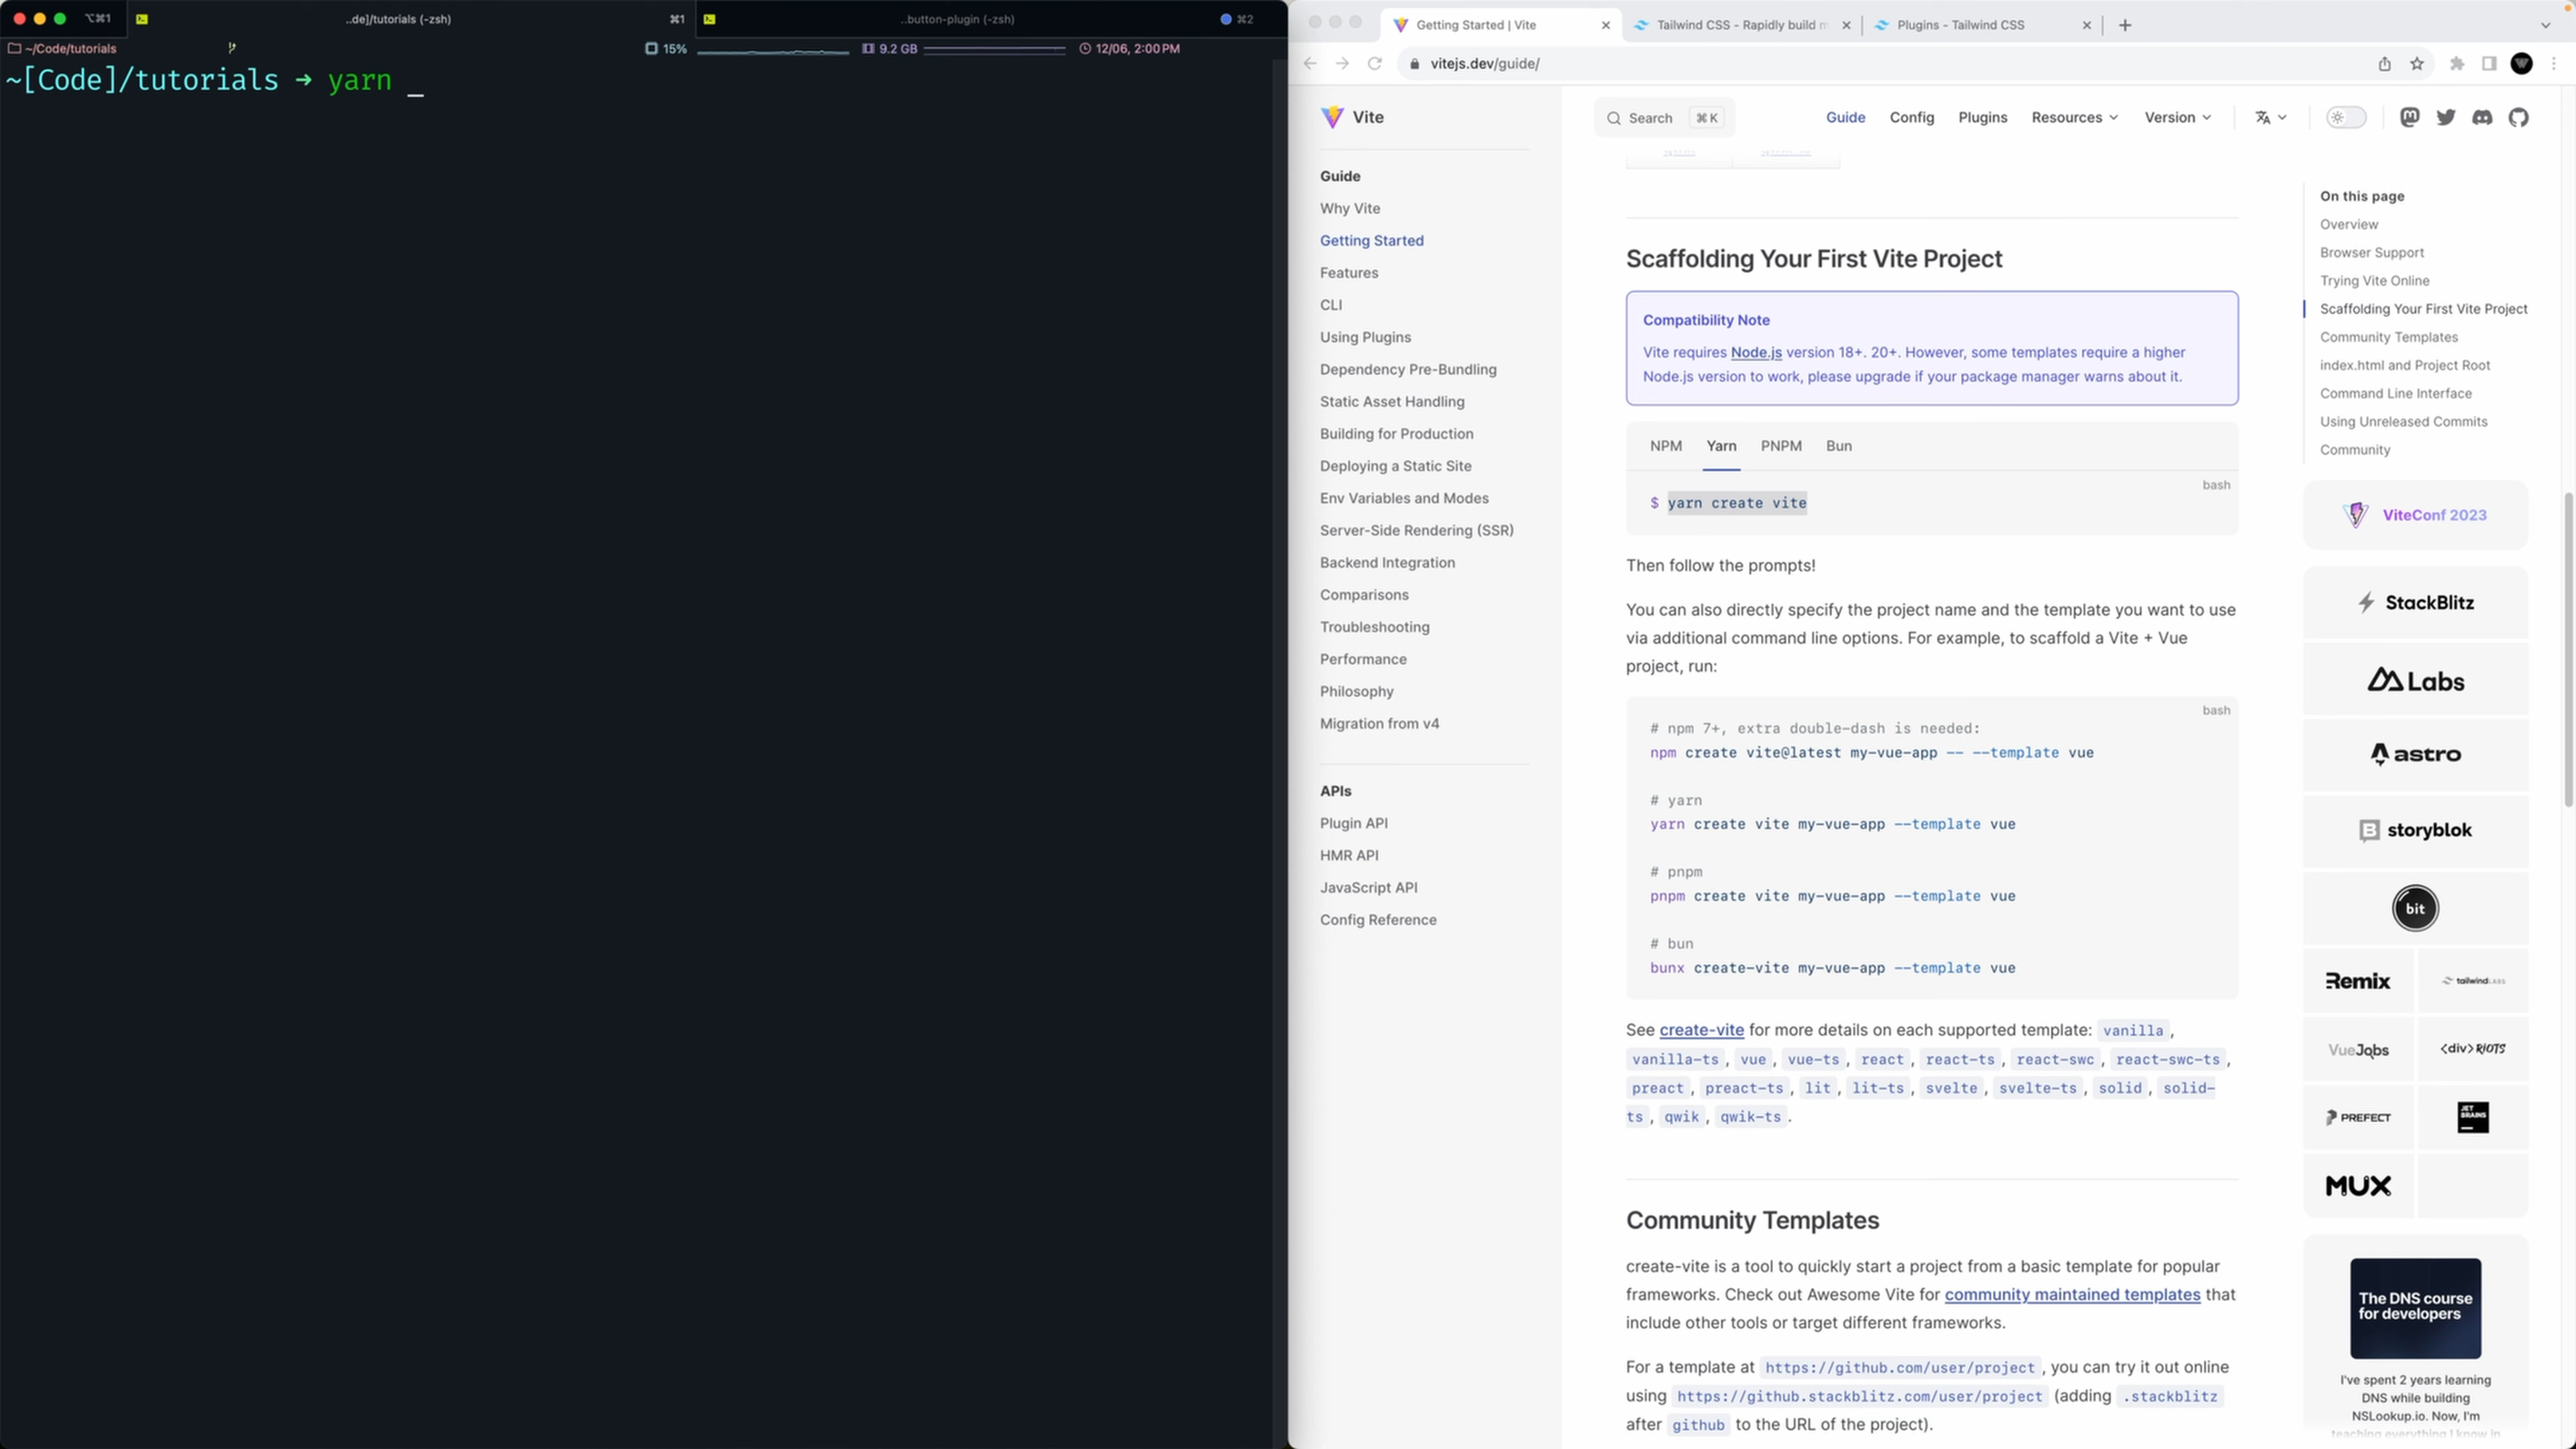 ⌥⌘1
..de]/tutorials (-zsh)
⌘1
..button-plugin (-zsh)
⌘2
~/Code/tutorials
15%
9.2 GB
12/06, 2:00 PM
~[Code]/tutorials → yarn _
Getting Started | Vite
Tailwind CSS - Rapidly build m
Plugins - Tailwind CSS
vitejs.dev/guide/
Vite
Search
⌘ K
Guide
Config
Plugins
Resources
Version
Guide
Why Vite
Getting Started
Features
CLI
Using Plugins
Dependency Pre-Bundling
Static Asset Handling
Building for Production
Deploying a Static Site
Env Variables and Modes
Server-Side Rendering (SSR)
Backend Integration
Comparisons
Troubleshooting
Performance
Philosophy
Migration from v4
APIs
Plugin API
HMR API
JavaScript API
Config Reference
Scaffolding Your First Vite Project
Compatibility Note
Vite requires Node.js version 18+. 20+. However, some templates require a higher
Node.js version to work, please upgrade if your package manager warns about it.
NPM Yarn PNPM Bun
bash
$ yarn create vite
Then follow the prompts!
You can also directly specify the project name and the template you want to use
via additional command line options. For example, to scaffold a Vite + Vue
project, run:
bash
# npm 7+, extra double-dash is needed:
npm create vite@latest my-vue-app -- --template vue
# yarn
yarn create vite my-vue-app --template vue
# pnpm
pnpm create vite my-vue-app --template vue
# bun
bunx create-vite my-vue-app --template vue
See create-vite for more details on each supported template: vanilla,
vanilla-ts, vue, vue-ts, react, react-ts, react-swc, react-swc-ts,
preact, preact-ts, lit, lit-ts, svelte, svelte-ts, solid, solid-
ts, qwik, qwik-ts.
Community Templates
create-vite is a tool to quickly start a project from a basic template for popular
frameworks. Check out Awesome Vite for community maintained templates that
include other tools or target different frameworks.
For a template at https://github.com/user/project, you can try it out online
using https://github.stackblitz.com/user/project (adding .stackblitz
after github to the URL of the project).
On this page
Overview
Browser Support
Trying Vite Online
Scaffolding Your First Vite Project
Community Templates
index.html and Project Root
Command Line Interface
Using Unreleased Commits
Community
ViteConf 2023
StackBlitz
Labs
astro
storyblok
bit
Remix
tailwind LABS
VueJobs
<div>RIOTS
PREFECT
JET
BRAINS
MUX
The DNS course
for developers
I've spent 2 years learning
DNS while building
NSLookup.io. Now, I'm
teaching everything I know in